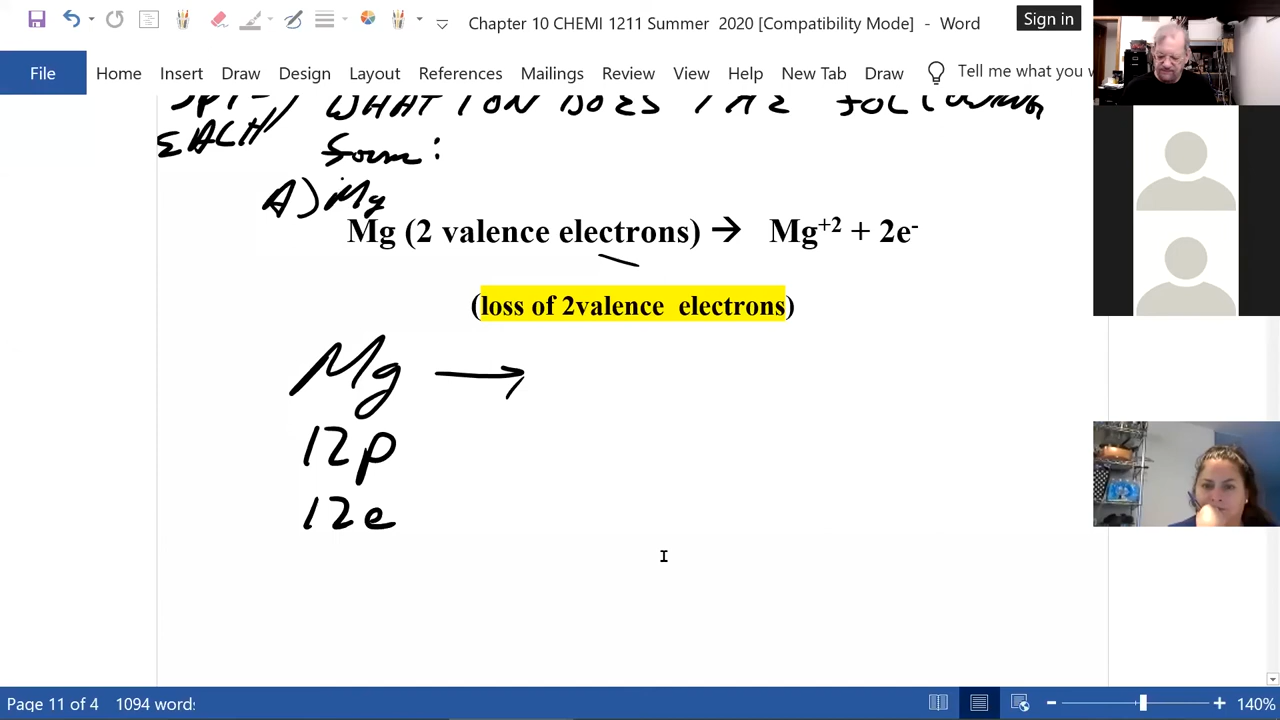 Chapter 10 CHEMI 1211 Summer 2020 [Compatibility Mode] - Word
Sign in
File Home Insert Draw Design Layout References Mailings Review View Help New Tab Draw Tell me what you w
WHAT ION DOES THE FOLLOWING
EACH form:
A) Mg
Mg (2 valence electrons) → Mg+2 + 2e-
(loss of 2valence electrons)
Mg →
12p
12e
Page 11 of 4 1094 words
140%